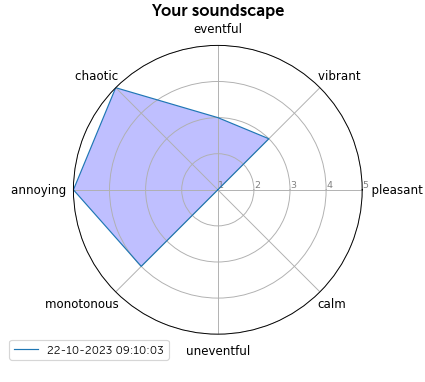 Your soundscape
eventful
chaotic
vibrant
annoying
1 2 3 4 5
pleasant
monotonous
calm
22-10-2023 09:10:03
uneventful